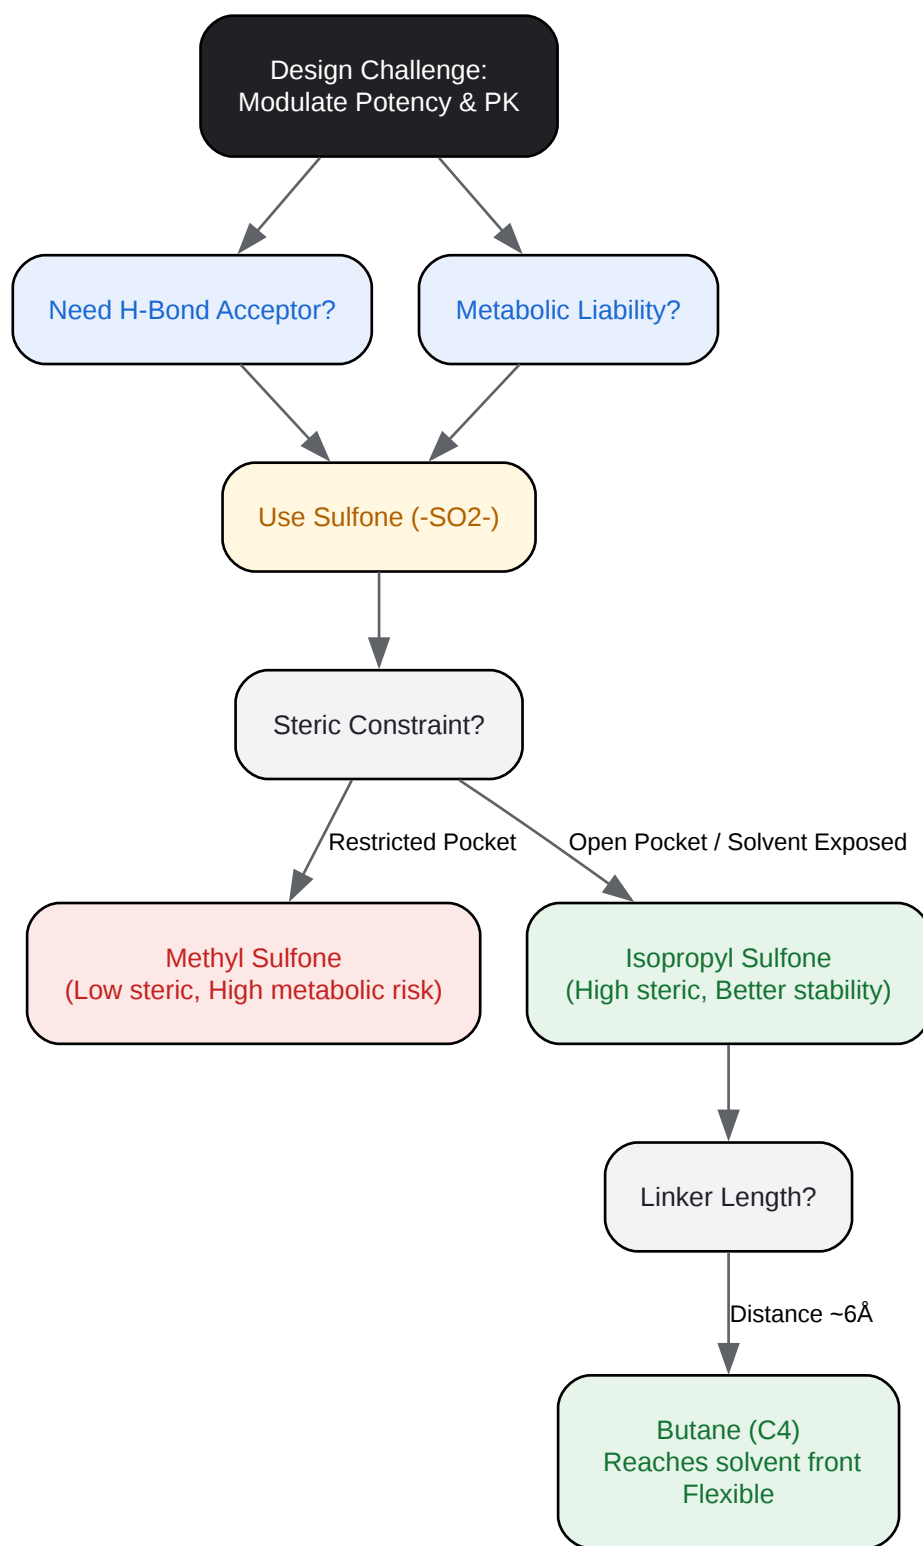 Design Challenge:
Modulate Potency & PK
Need H-Bond Acceptor?
Metabolic Liability?
Use Sulfone (-SO2-)
Steric Constraint?
Restricted Pocket
Open Pocket / Solvent Exposed
Methyl Sulfone
(Low steric, High metabolic risk)
Isopropyl Sulfone
(High steric, Better stability)
Linker Length?
Distance ~6Å
Butane (C4)
Reaches solvent front
Flexible